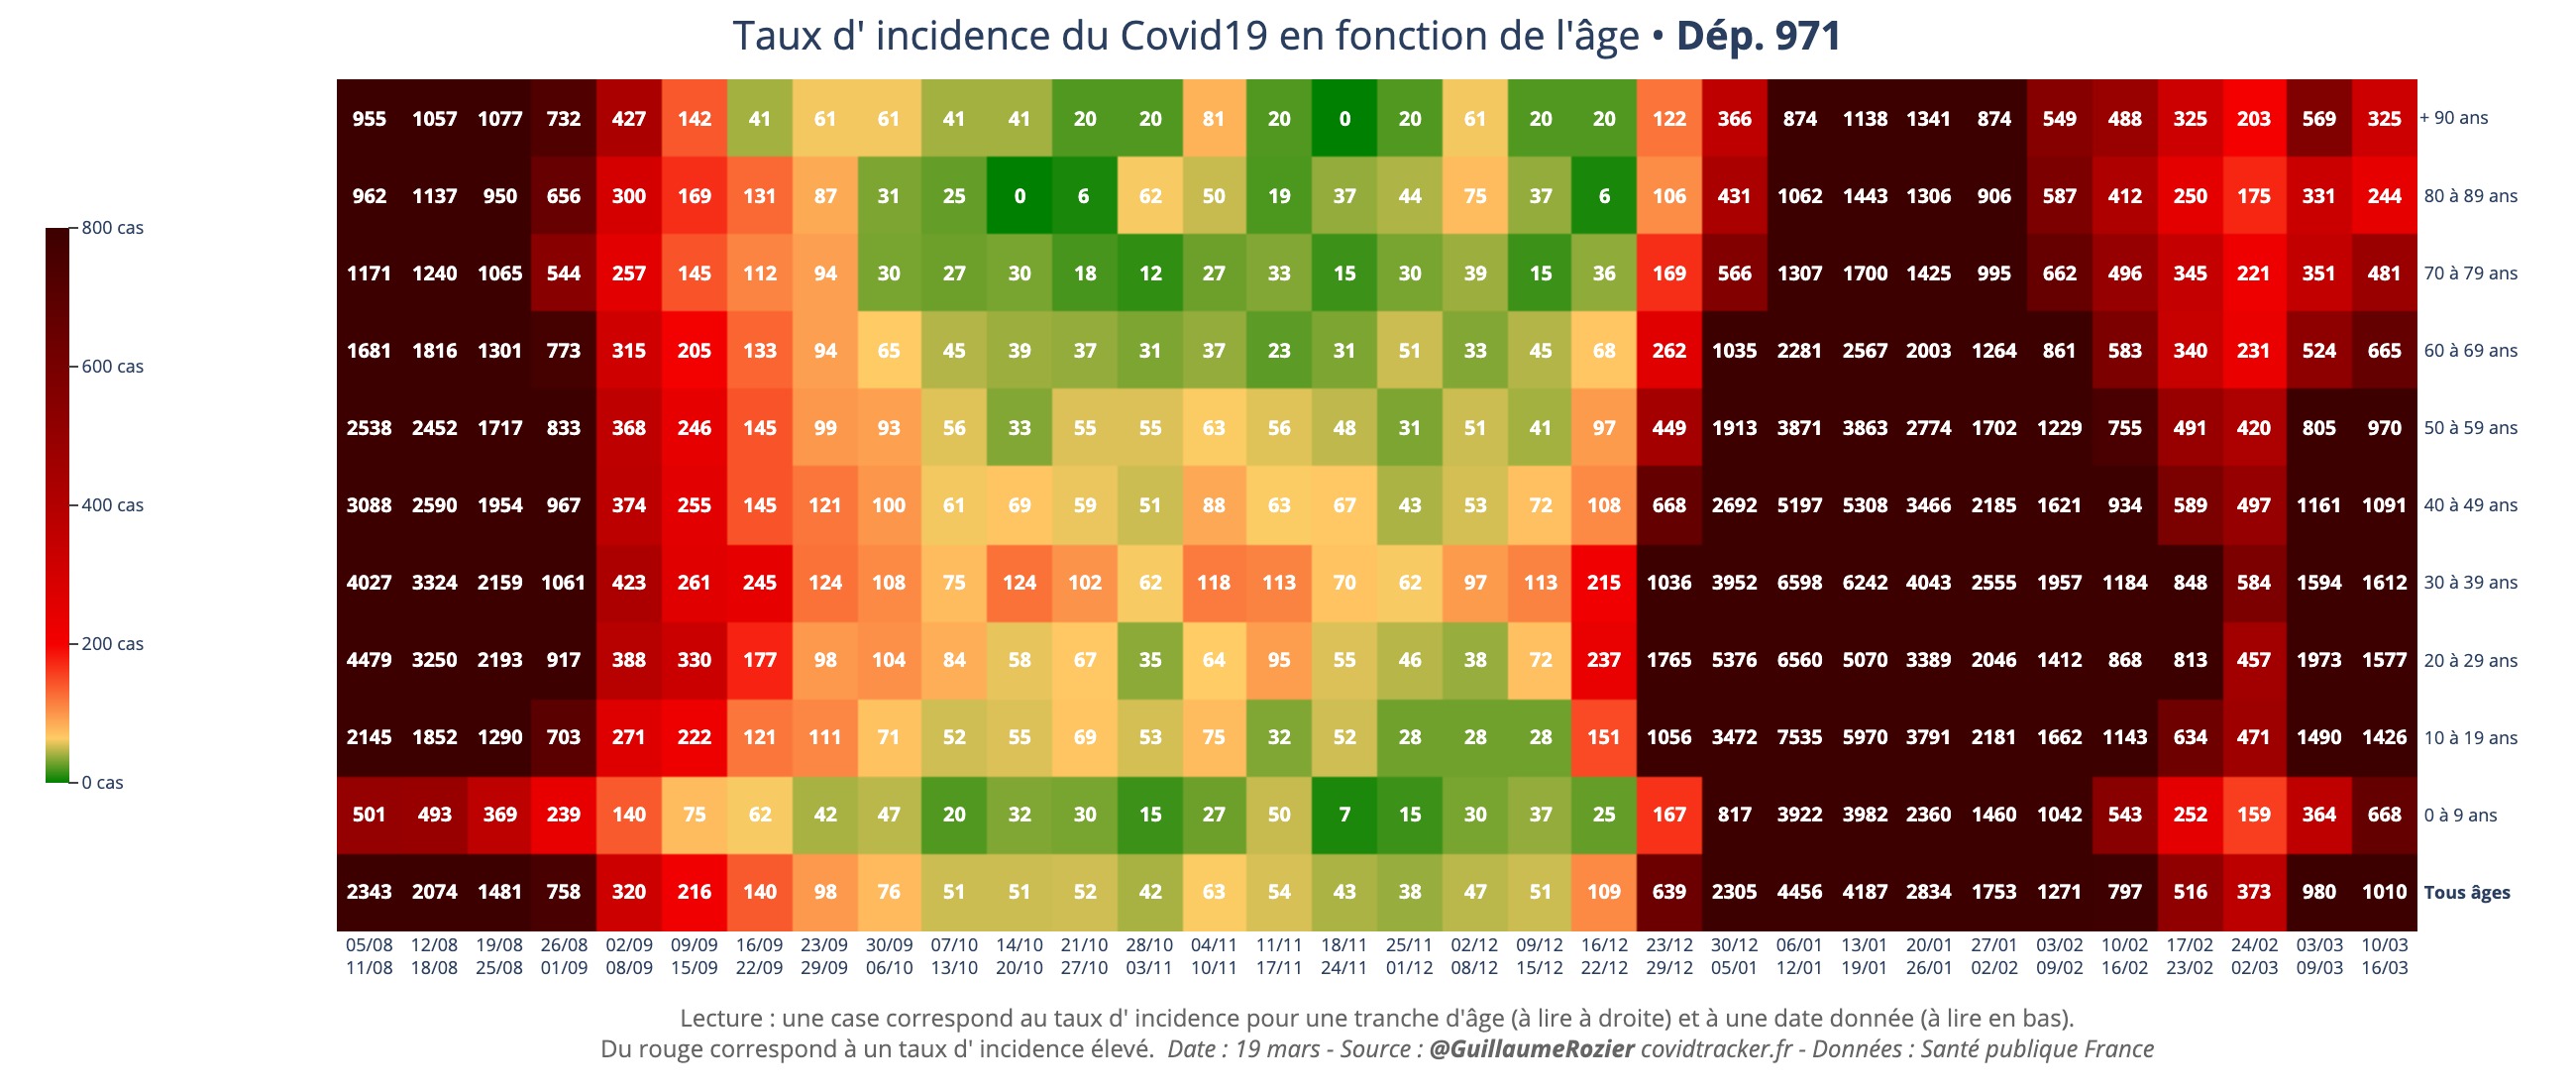 Taux d' incidence du Covid19 en fonction de l'âge • Dép. 971
955 1057 1077 732 427 142 41 61 61 41 41 20 20 81 20 0 20 61 20 20 122 366 874 1138 1341 874 549 488 325 203 569 325 + 90 ans
962 1137 950 656 300 169 131 87 31 25 0 6 62 50 19 37 44 75 37 6 106 431 1062 1443 1306 906 587 412 250 175 331 244 80 à 89 ans
1171 1240 1065 544 257 145 112 94 30 27 30 18 12 27 33 15 30 39 15 36 169 566 1307 1700 1425 995 662 496 345 221 351 481 70 à 79 ans
1681 1816 1301 773 315 205 133 94 65 45 39 37 31 37 23 31 51 33 45 68 262 1035 2281 2567 2003 1264 861 583 340 231 524 665 60 à 69 ans
2538 2452 1717 833 368 246 145 99 93 56 33 55 55 63 56 48 31 51 41 97 449 1913 3871 3863 2774 1702 1229 755 491 420 805 970 50 à 59 ans
3088 2590 1954 967 374 255 145 121 100 61 69 59 51 88 63 67 43 53 72 108 668 2692 5197 5308 3466 2185 1621 934 589 497 1161 1091 40 à 49 ans
4027 3324 2159 1061 423 261 245 124 108 75 124 102 62 118 113 70 62 97 113 215 1036 3952 6598 6242 4043 2555 1957 1184 848 584 1594 1612 30 à 39 ans
4479 3250 2193 917 388 330 177 98 104 84 58 67 35 64 95 55 46 38 72 237 1765 5376 6560 5070 3389 2046 1412 868 813 457 1973 1577 20 à 29 ans
2145 1852 1290 703 271 222 121 111 71 52 55 69 53 75 32 52 28 28 28 151 1056 3472 7535 5970 3791 2181 1662 1143 634 471 1490 1426 10 à 19 ans
501 493 369 239 140 75 62 42 47 20 32 30 15 27 50 7 15 30 37 25 167 817 3922 3982 2360 1460 1042 543 252 159 364 668 0 à 9 ans
2343 2074 1481 758 320 216 140 98 76 51 51 52 42 63 54 43 38 47 51 109 639 2305 4456 4187 2834 1753 1271 797 516 373 980 1010 Tous âges
05/08 12/08 19/08 26/08 02/09 09/09 16/09 23/09 30/09 07/10 14/10 21/10 28/10 04/11 11/11 18/11 25/11 02/12 09/12 16/12 23/12 30/12 06/01 13/01 20/01 27/01 03/02 10/02 17/02 24/02 03/03 10/03
11/08 18/08 25/08 01/09 08/09 15/09 22/09 29/09 06/10 13/10 20/10 27/10 03/11 10/11 17/11 24/11 01/12 08/12 15/12 22/12 29/12 05/01 12/01 19/01 26/01 02/02 09/02 16/02 23/02 02/03 09/03 16/03
800 cas
600 cas
400 cas
200 cas
0 cas
Lecture : une case correspond au taux d' incidence pour une tranche d'âge (à lire à droite) et à une date donnée (à lire en bas).
Du rouge correspond à un taux d' incidence élevé. Date : 19 mars - Source : @GuillaumeRozier covidtracker.fr - Données : Santé publique France